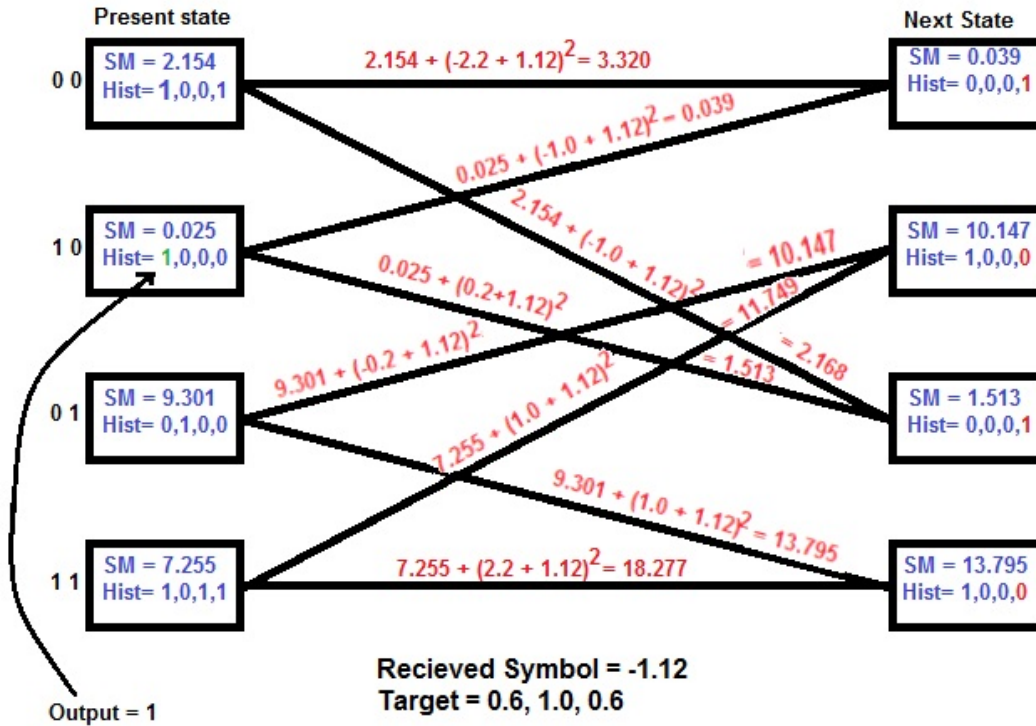 Present state
Next State
0 0
SM = 2.154
Hist= 1,0,0,1
2.154 + (-2.2 + 1.12)² = 3.320
SM = 0.039
Hist= 0,0,0,1
0.025 + (-1.0 + 1.12)² = 0.039
1 0
SM = 0.025
Hist= 1,0,0,0
2.154 + (-1.0 + 1.12)²
= 2.168
0.025 + (0.2+1.12)²
= 1.513
= 10.147
= 11.749
SM = 10.147
Hist= 1,0,0,0
0 1
SM = 9.301
Hist= 0,1,0,0
9.301 + (-0.2 + 1.12)²
7.255 + (1.0 + 1.12)²
SM = 1.513
Hist= 0,0,0,1
9.301 + (1.0 + 1.12)² = 13.795
1 1
SM = 7.255
Hist= 1,0,1,1
7.255 + (2.2 + 1.12)² = 18.277
SM = 13.795
Hist= 1,0,0,0
Recieved Symbol = -1.12
Target = 0.6, 1.0, 0.6
Output = 1